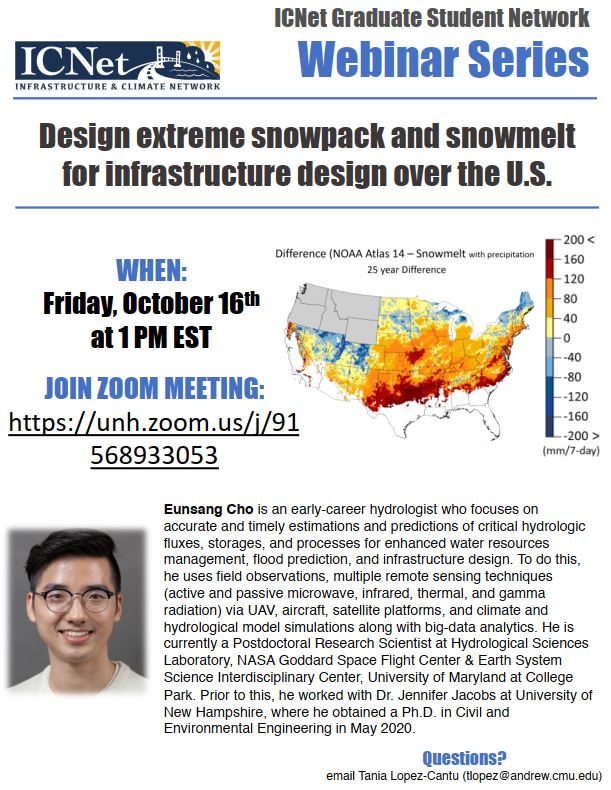 ICNet Graduate Student Network
Webinar Series
ICNet
INFRASTRUCTURE & CLIMATE NETWORK
Design extreme snowpack and snowmelt
for infrastructure design over the U.S.
WHEN:
Friday, October 16th
at 1 PM EST
JOIN ZOOM MEETING:
https://unh.zoom.us/j/91
568933053
Difference (NOAA Atlas 14 – Snowmelt with precipitation
25 year Difference
200 <
160
120
80
40
0
-40
-80
-120
-160
-200 >
(mm/7-day)
Eunsang Cho is an early-career hydrologist who focuses on
accurate and timely estimations and predictions of critical hydrologic
fluxes, storages, and processes for enhanced water resources
management, flood prediction, and infrastructure design. To do this,
he uses field observations, multiple remote sensing techniques
(active and passive microwave, infrared, thermal, and gamma
radiation) via UAV, aircraft, satellite platforms, and climate and
hydrological model simulations along with big-data analytics. He is
currently a Postdoctoral Research Scientist at Hydrological Sciences
Laboratory, NASA Goddard Space Flight Center & Earth System
Science Interdisciplinary Center, University of Maryland at College
Park. Prior to this, he worked with Dr. Jennifer Jacobs at University of
New Hampshire, where he obtained a Ph.D. in Civil and
Environmental Engineering in May 2020.
Questions?
email Tania Lopez-Cantu (tlopez@andrew.cmu.edu)